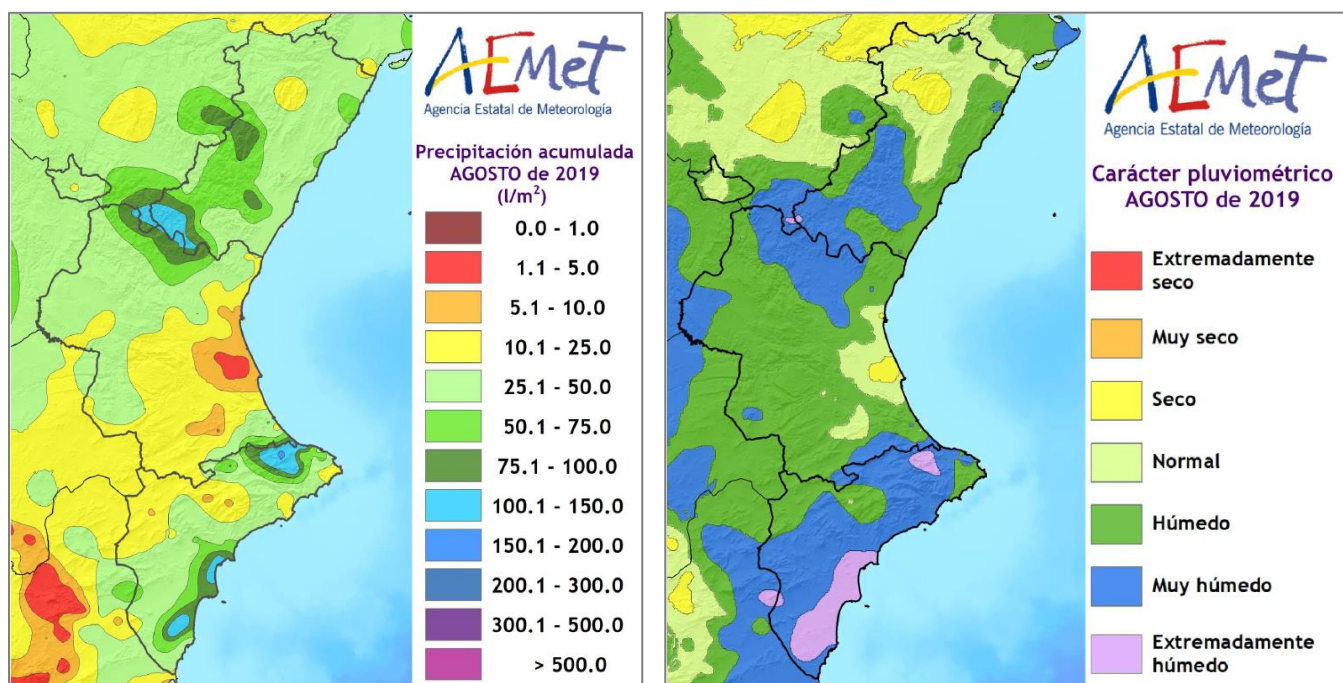 AEMet
Agencia Estatal de Meteorología
Precipitación acumulada
AGOSTO de 2019
(l/m²)
0.0 - 1.0
1.1 - 5.0
5.1 - 10.0
10.1 - 25.0
25.1 - 50.0
50.1 - 75.0
75.1 - 100.0
100.1 - 150.0
150.1 - 200.0
200.1 - 300.0
300.1 - 500.0
> 500.0
AEMet
Agencia Estatal de Meteorología
Carácter pluviométrico
AGOSTO de 2019
Extremadamente
seco
Muy seco
Seco
Normal
Húmedo
Muy húmedo
Extremadamente
húmedo